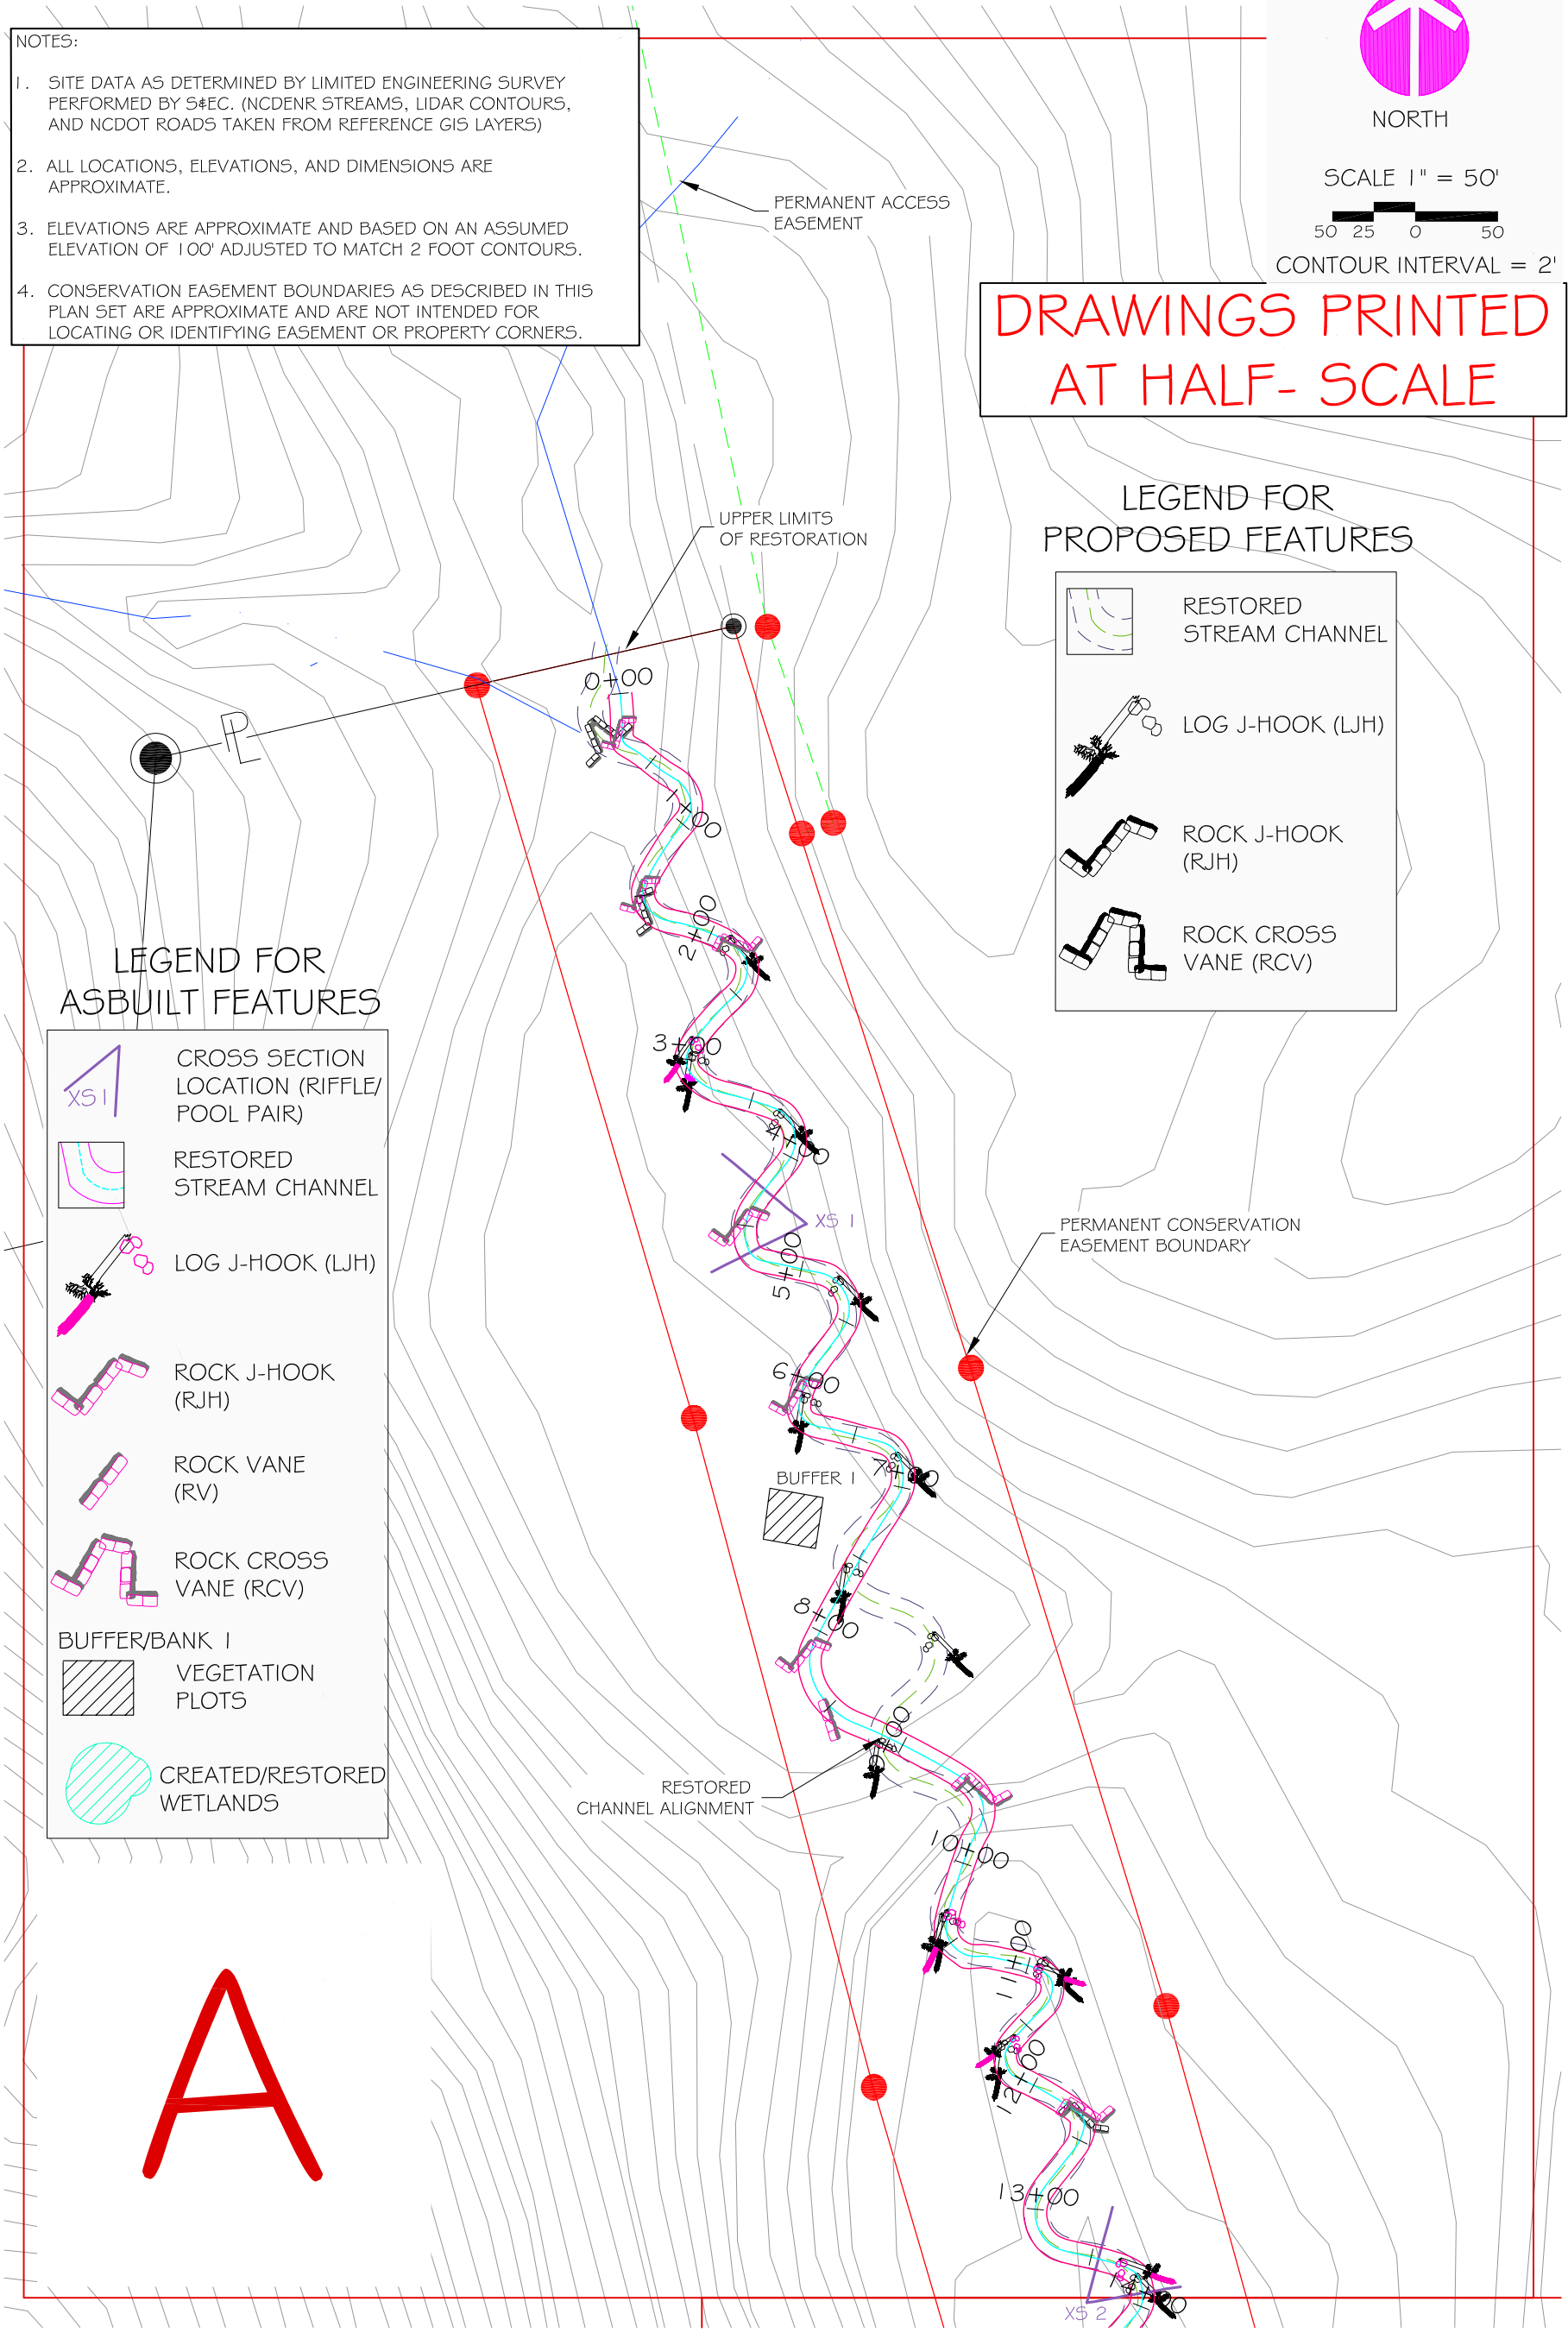 NOTES:
1. SITE DATA AS DETERMINED BY LIMITED ENGINEERING SURVEY
PERFORMED BY S&EC. (NCDENR STREAMS, LIDAR CONTOURS,
AND NCDOT ROADS TAKEN FROM REFERENCE GIS LAYERS)
2. ALL LOCATIONS, ELEVATIONS, AND DIMENSIONS ARE
APPROXIMATE.
3. ELEVATIONS ARE APPROXIMATE AND BASED ON AN ASSUMED
ELEVATION OF 100' ADJUSTED TO MATCH 2 FOOT CONTOURS.
4. CONSERVATION EASEMENT BOUNDARIES AS DESCRIBED IN THIS
PLAN SET ARE APPROXIMATE AND ARE NOT INTENDED FOR
LOCATING OR IDENTIFYING EASEMENT OR PROPERTY CORNERS.
NORTH
SCALE 1" = 50'
50 25 0 50
CONTOUR INTERVAL = 2'
DRAWINGS PRINTED
AT HALF- SCALE
PERMANENT ACCESS
EASEMENT
UPPER LIMITS
OF RESTORATION
LEGEND FOR
PROPOSED FEATURES
RESTORED
STREAM CHANNEL
LOG J-HOOK (LJH)
ROCK J-HOOK
(RJH)
ROCK CROSS
VANE (RCV)
PL
LEGEND FOR
ASBUILT FEATURES
XS1
CROSS SECTION
LOCATION (RIFFLE/
POOL PAIR)
RESTORED
STREAM CHANNEL
LOG J-HOOK (LJH)
ROCK J-HOOK
(RJH)
ROCK VANE
(RV)
ROCK CROSS
VANE (RCV)
BUFFER/BANK 1
VEGETATION
PLOTS
CREATED/RESTORED
WETLANDS
0+00
1+00
2+00
3+00
4+00
XS 1
5+00
PERMANENT CONSERVATION
EASEMENT BOUNDARY
6+00
7+00
BUFFER 1
8+00
9+00
RESTORED
CHANNEL ALIGNMENT
10+00
11+00
12+00
13+00
14+00
XS 2
A